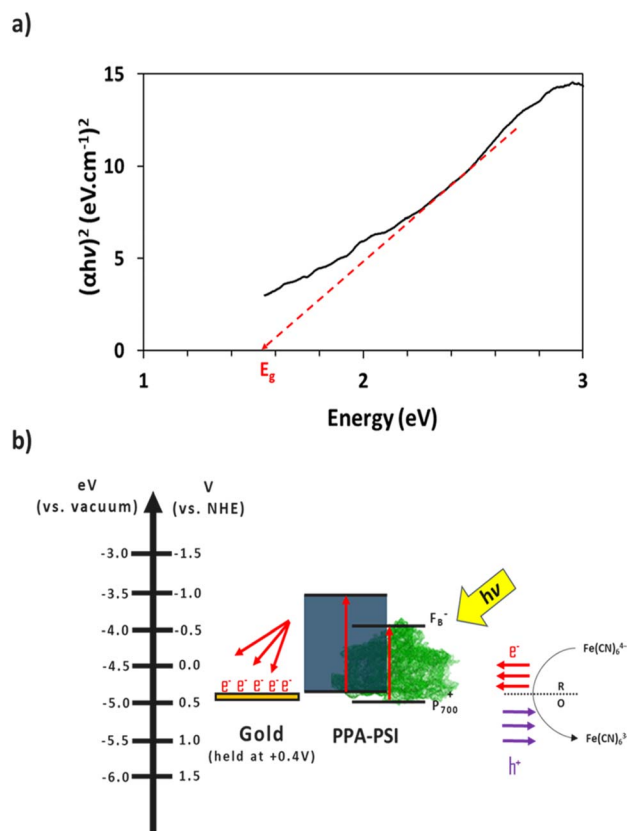 a)
15
10
5
0
(αhν)² (eV.cm⁻¹)²
1
2
3
E_g
Energy (eV)
b)
eV
(vs. vacuum)
V
(vs. NHE)
-3.0 -1.5
-3.5 -1.0
-4.0 -0.5
-4.5 0.0
-5.0 0.5
-5.5 1.0
-6.0 1.5
e⁻ e⁻ e⁻ e⁻ e⁻
Gold
(held at +0.4V)
PPA-PSI
F_B⁻
P₇₀₀⁺
hν
e⁻
Fe(CN)₆⁴⁻
R
O
Fe(CN)₆³⁻
h⁺